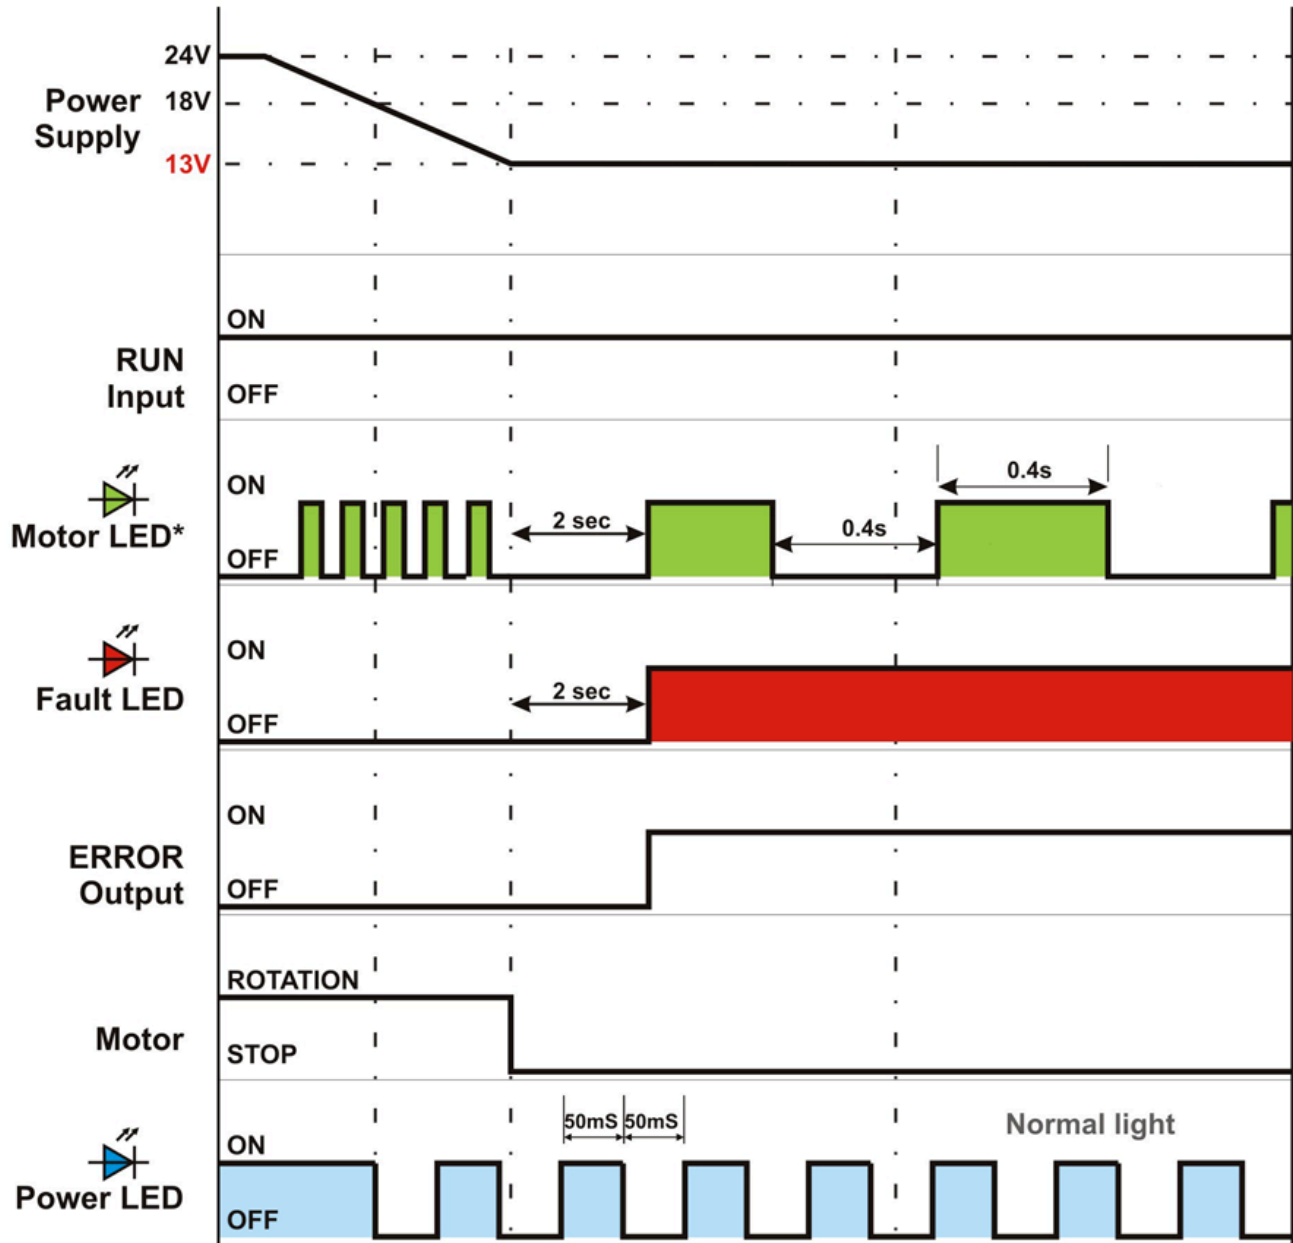 24V
Power
Supply
18V
13V
ON
RUN
Input
OFF
ON
Motor LED*
OFF
2 sec
0.4s
0.4s
ON
Fault LED
OFF
2 sec
ON
ERROR
Output
OFF
ROTATION
Motor
STOP
50mS
50mS
Normal light
ON
Power LED
OFF